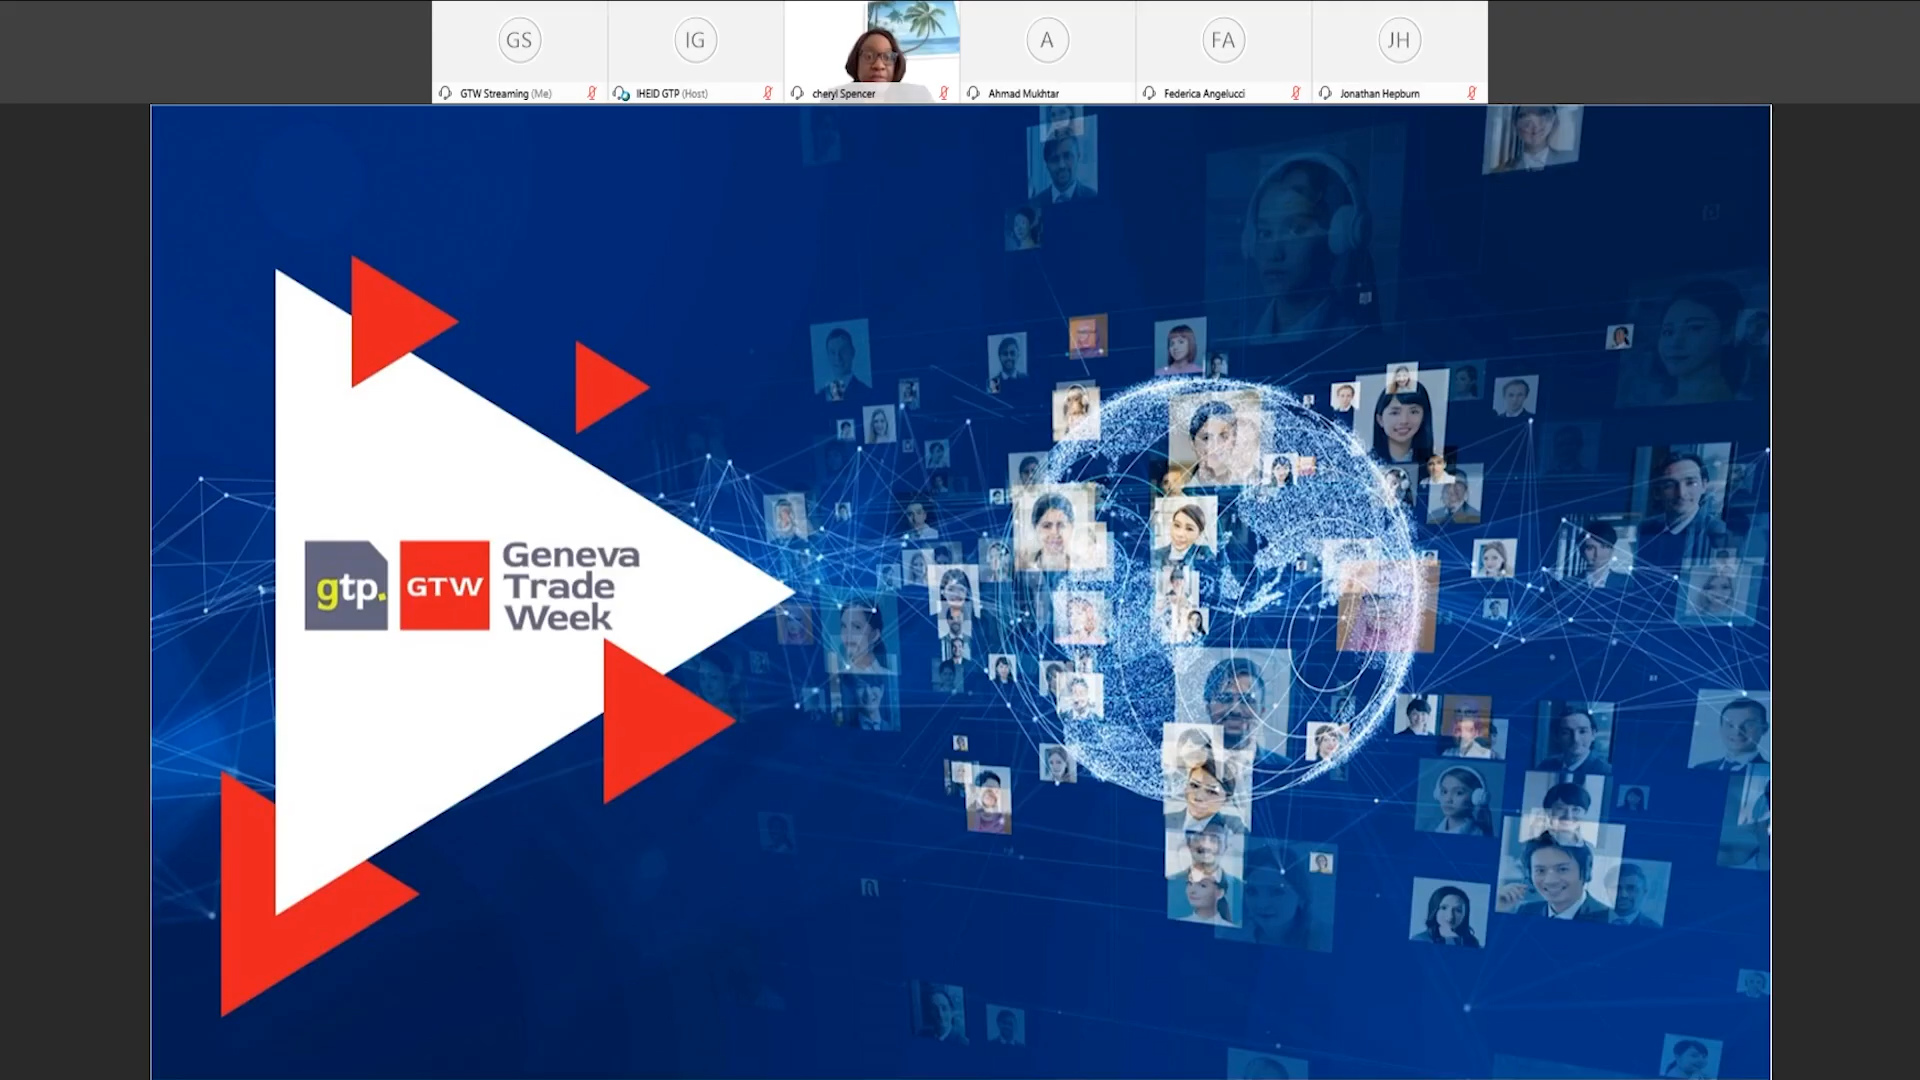 GS
IG
A
FA
JH
GTW Streaming (Me)
IHEID GTP (Host)
cheryl Spencer
Ahmad Mukhtar
Federica Angelucci
Jonathan Hepburn
gtp.
GTW
Geneva
Trade
Week